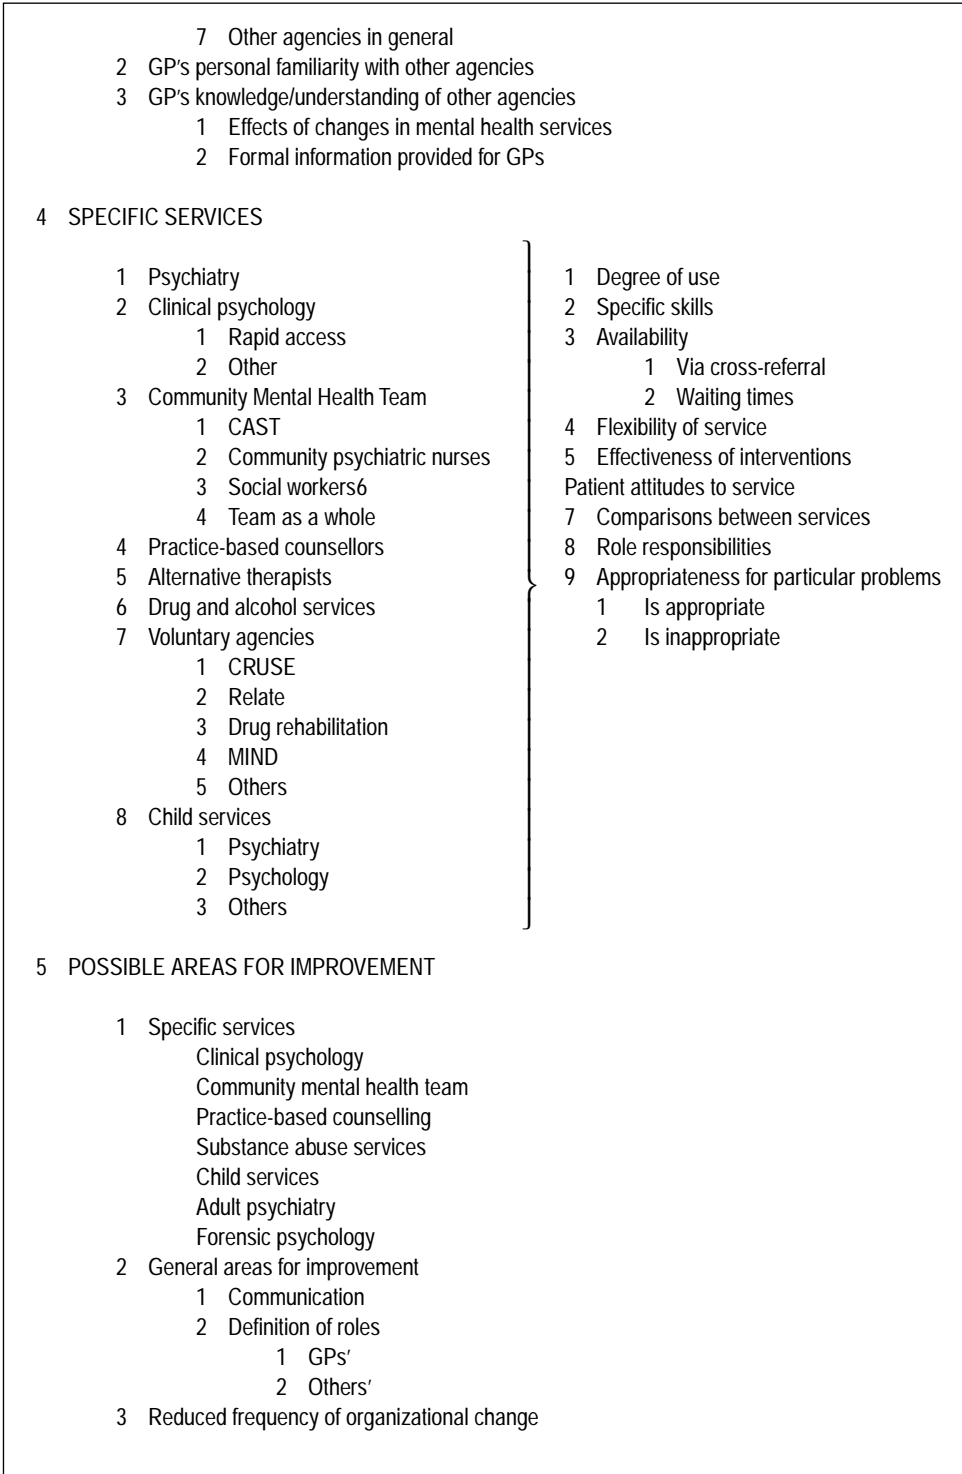 7 Other agencies in general
2 GP's personal familiarity with other agencies
3 GP's knowledge/understanding of other agencies
1 Effects of changes in mental health services
2 Formal information provided for GPs
4 SPECIFIC SERVICES
1 Psychiatry
2 Clinical psychology
1 Rapid access
2 Other
3 Community Mental Health Team
1 CAST
2 Community psychiatric nurses
3 Social workers6
4 Team as a whole
4 Practice-based counsellors
5 Alternative therapists
6 Drug and alcohol services
7 Voluntary agencies
1 CRUSE
2 Relate
3 Drug rehabilitation
4 MIND
5 Others
8 Child services
1 Psychiatry
2 Psychology
3 Others
1 Degree of use
2 Specific skills
3 Availability
1 Via cross-referral
2 Waiting times
4 Flexibility of service
5 Effectiveness of interventions
Patient attitudes to service
7 Comparisons between services
8 Role responsibilities
9 Appropriateness for particular problems
1 Is appropriate
2 Is inappropriate
5 POSSIBLE AREAS FOR IMPROVEMENT
1 Specific services
Clinical psychology
Community mental health team
Practice-based counselling
Substance abuse services
Child services
Adult psychiatry
Forensic psychology
2 General areas for improvement
1 Communication
2 Definition of roles
1 GPs'
2 Others'
3 Reduced frequency of organizational change